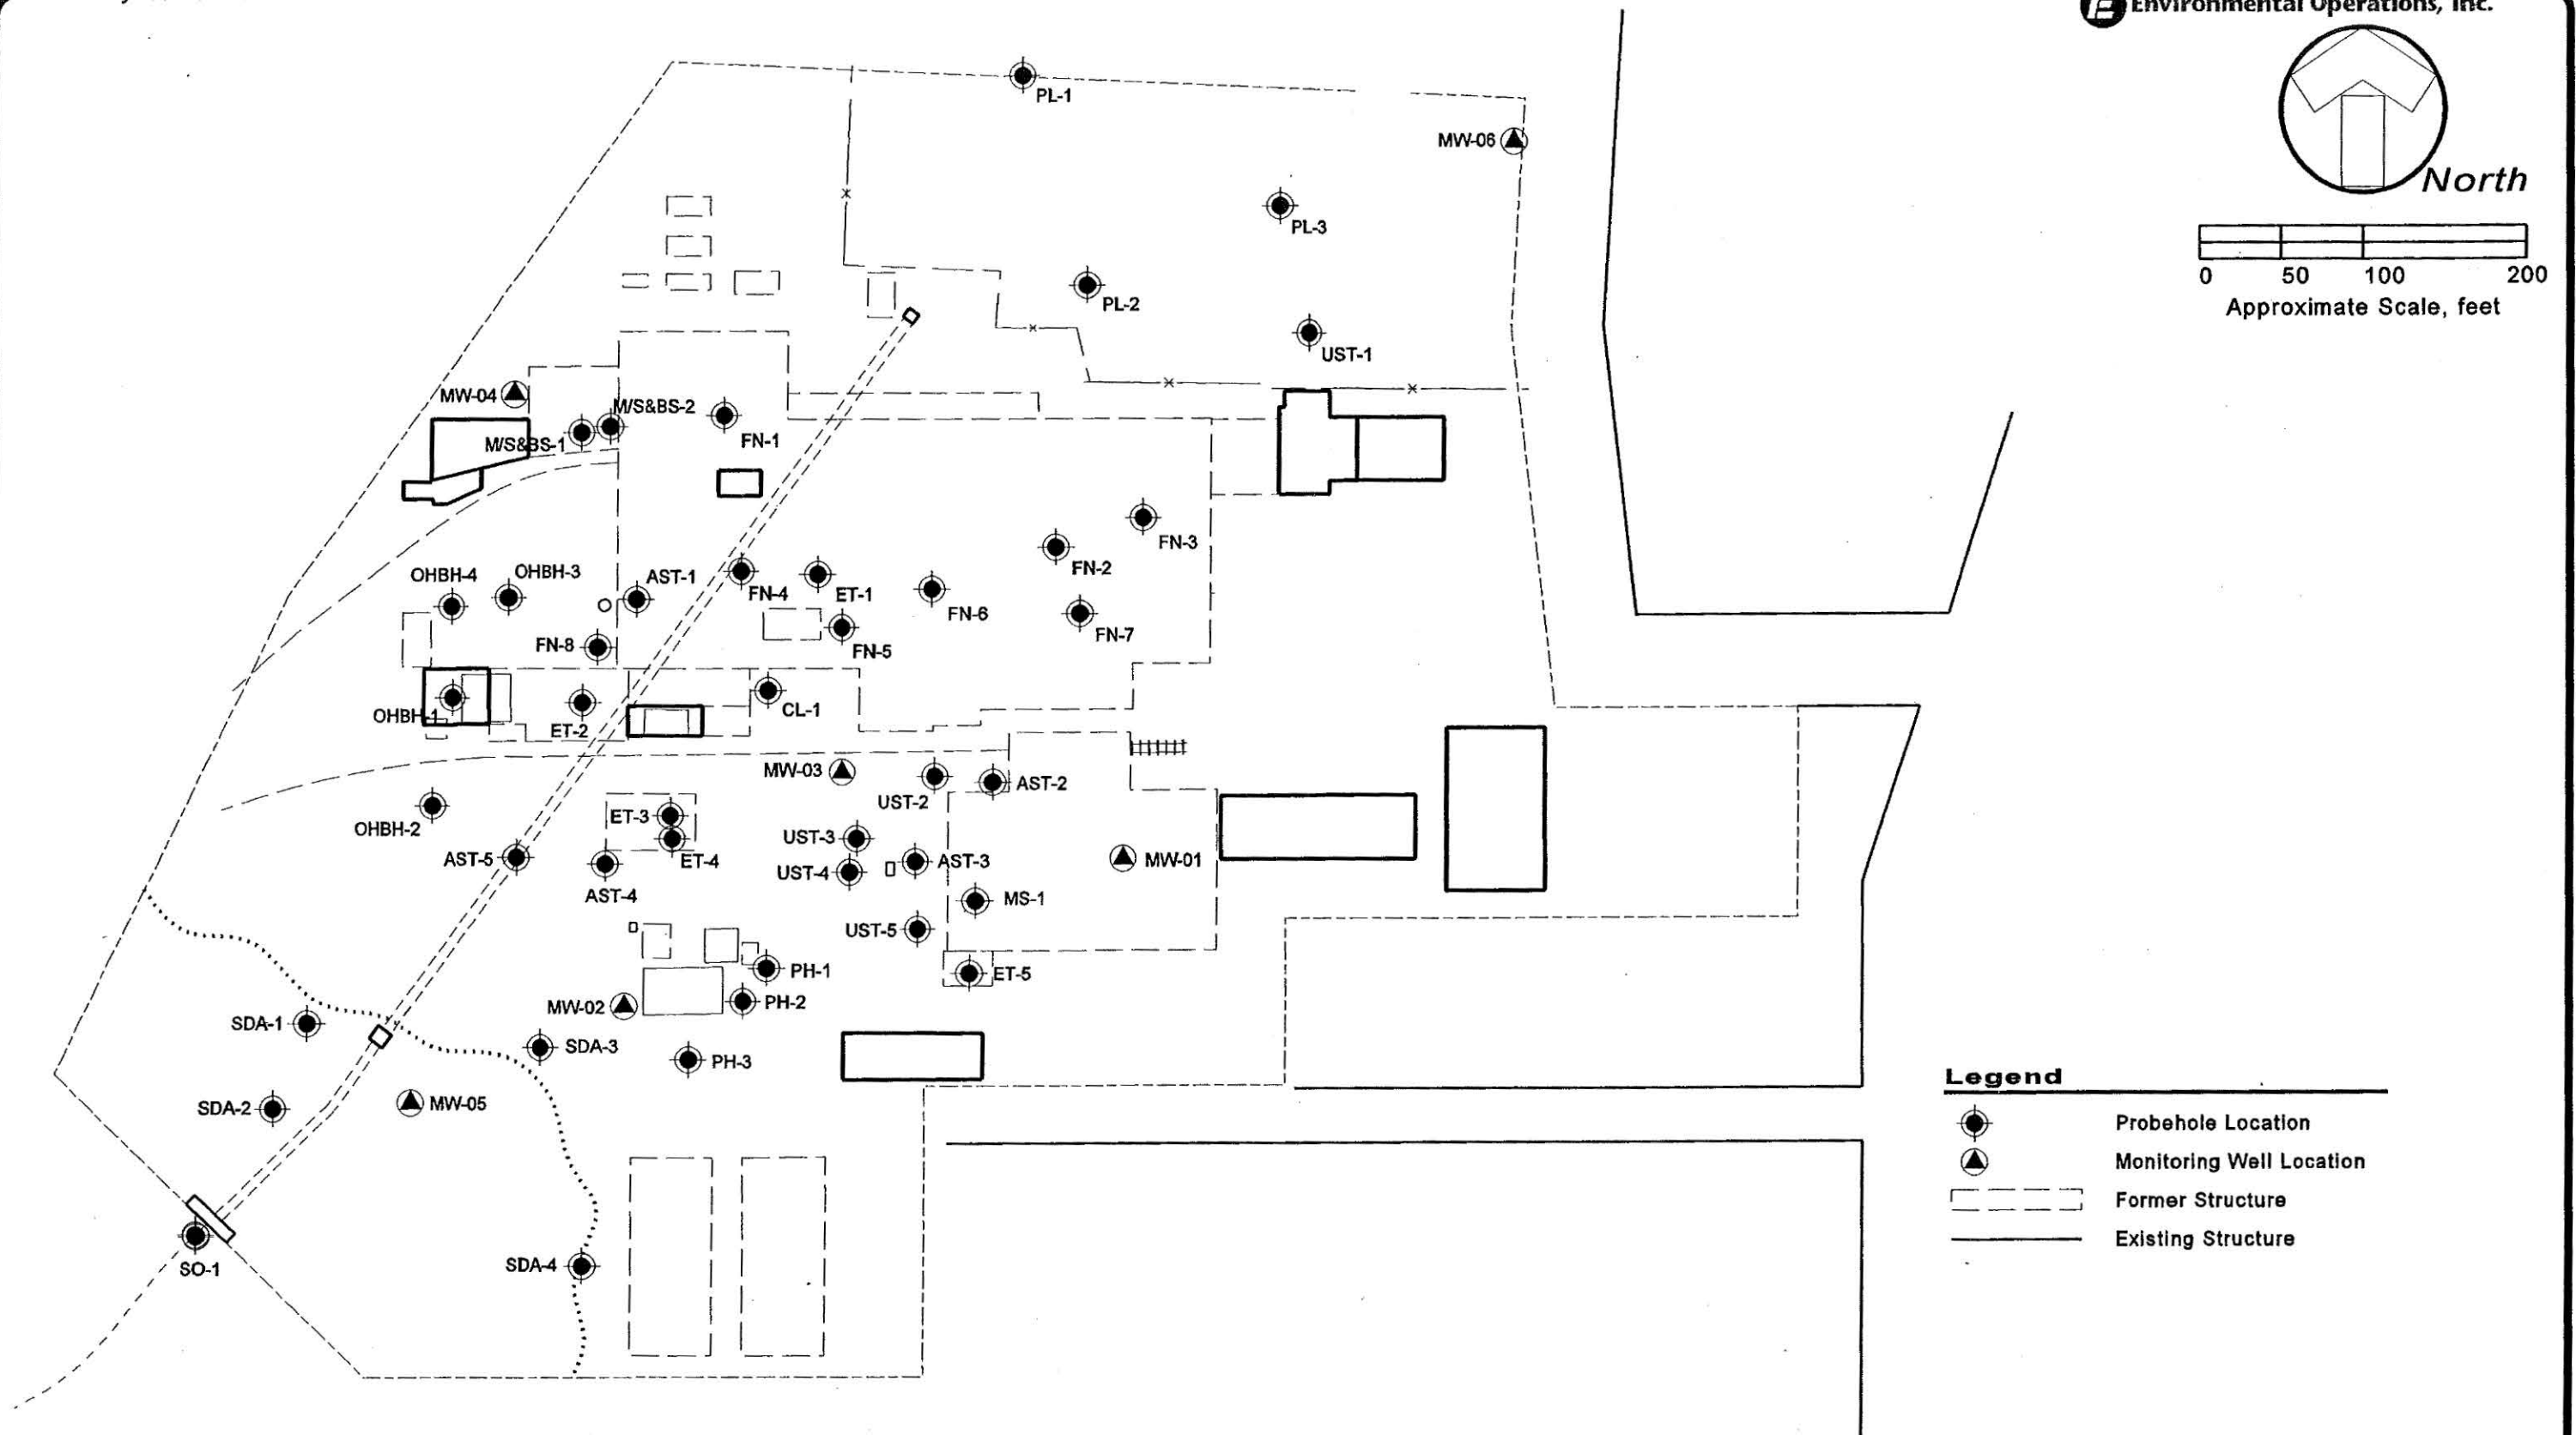 Environmental Operations, Inc.
North
0 50 100 200
Approximate Scale, feet
PL-1
MW-06
PL-3
PL-2
UST-1
MW-04
M/S&BS-2
M/S&BS-1
FN-1
FN-3
FN-2
OHBH-4
OHBH-3
AST-1
FN-4
ET-1
FN-6
FN-7
FN-8
FN-5
OHBH-1
ET-2
CL-1
MW-03
UST-2
AST-2
OHBH-2
ET-3
UST-3
AST-5
ET-4
AST-3
MW-01
UST-4
AST-4
MS-1
UST-5
PH-1
ET-5
MW-02
PH-2
SDA-1
SDA-3
PH-3
SDA-2
MW-05
SO-1
SDA-4
Legend
Probehole Location
Monitoring Well Location
Former Structure
Existing Structure